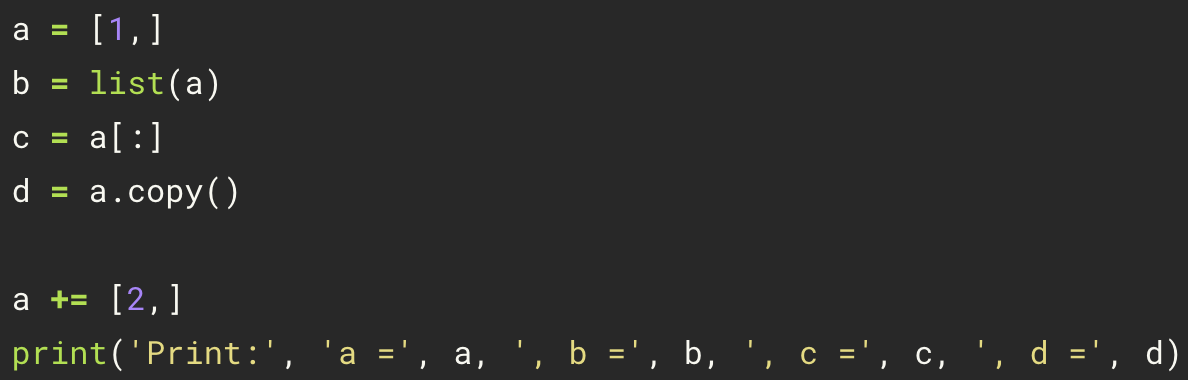 a = [1,]
b = list(a)
c = a[:]
d = a.copy()
a += [2,]
print('Print:', 'a =', a, ', b =', b, ', c =', c, ', d =', d)